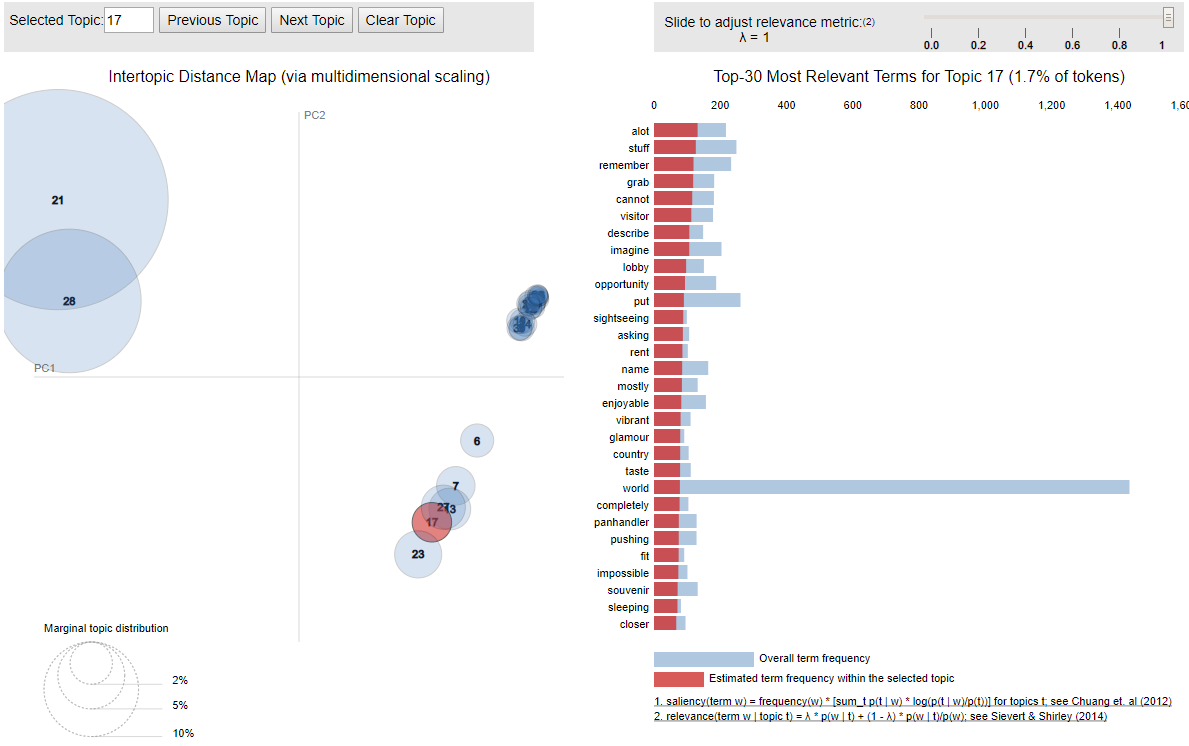 Selected Topic: 17 Previous Topic Next Topic Clear Topic
Slide to adjust relevance metric:(2)
λ = 1
0.0 0.2 0.4 0.6 0.8 1
Intertopic Distance Map (via multidimensional scaling)
PC2
PC1
21
28
6
7
17
23
Marginal topic distribution
2%
5%
10%
Top-30 Most Relevant Terms for Topic 17 (1.7% of tokens)
0 200 400 600 800 1,000 1,200 1,400
alot
stuff
remember
grab
cannot
visitor
describe
imagine
lobby
opportunity
put
sightseeing
asking
rent
name
mostly
enjoyable
vibrant
glamour
country
taste
world
completely
panhandler
pushing
fit
impossible
souvenir
sleeping
closer
Overall term frequency
Estimated term frequency within the selected topic
1. saliency(term w) = frequency(w) * [sum_t p(t | w) * log(p(t | w)/p(t))] for topics t; see Chuang et. al (2012)
2. relevance(term w | topic t) = λ * p(w | t) + (1 - λ) * p(w | t)/p(w); see Sievert & Shirley (2014)